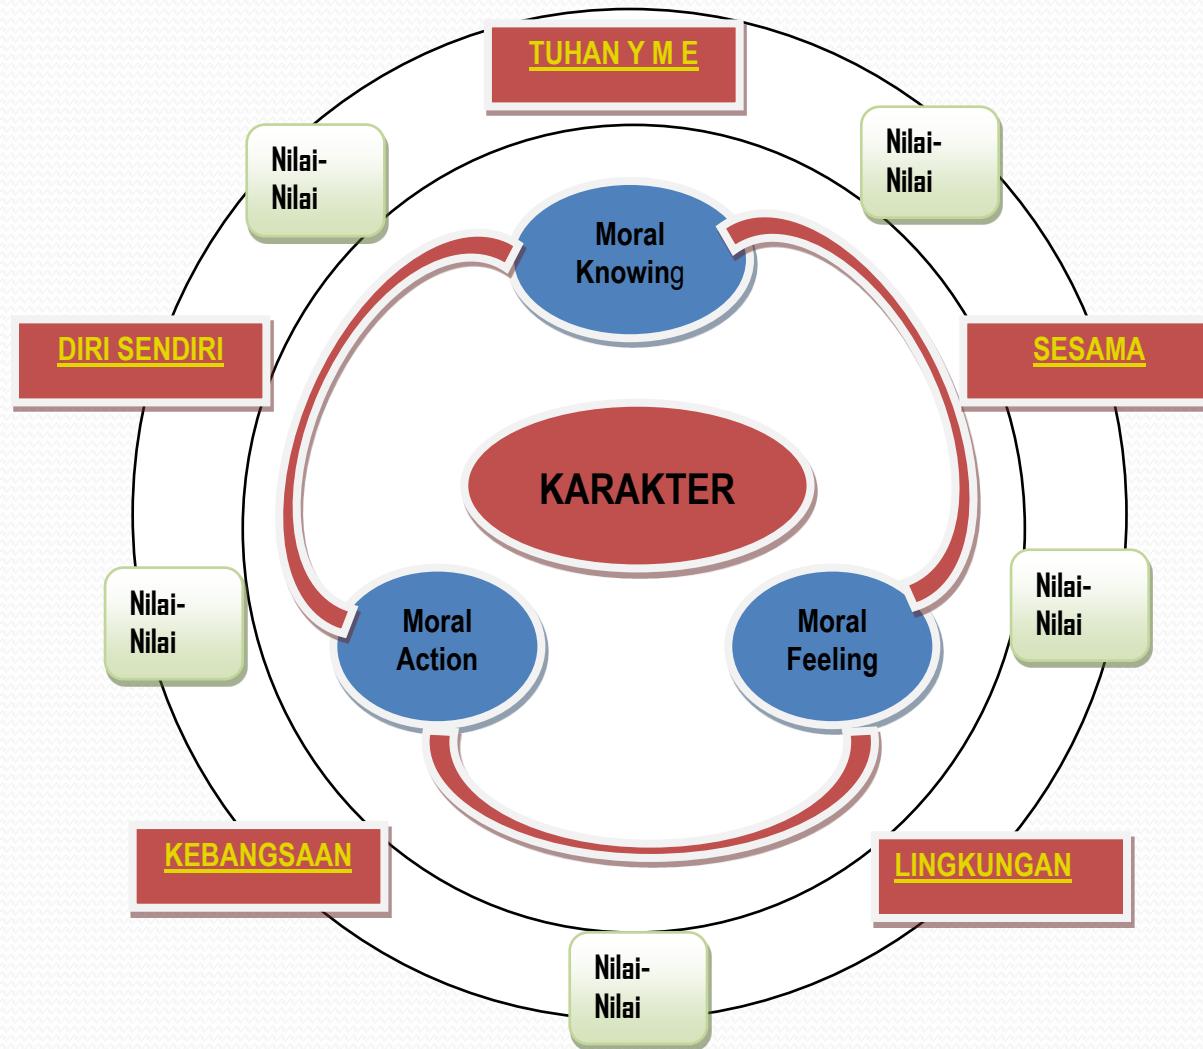 TUHAN Y M E
Nilai-
Nilai
Nilai-
Nilai
Moral
Knowing
DIRI SENDIRI
SESAMA
KARAKTER
Nilai-
Nilai
Nilai-
Nilai
Moral
Action
Moral
Feeling
KEBANGSAAN
LINGKUNGAN
Nilai-
Nilai